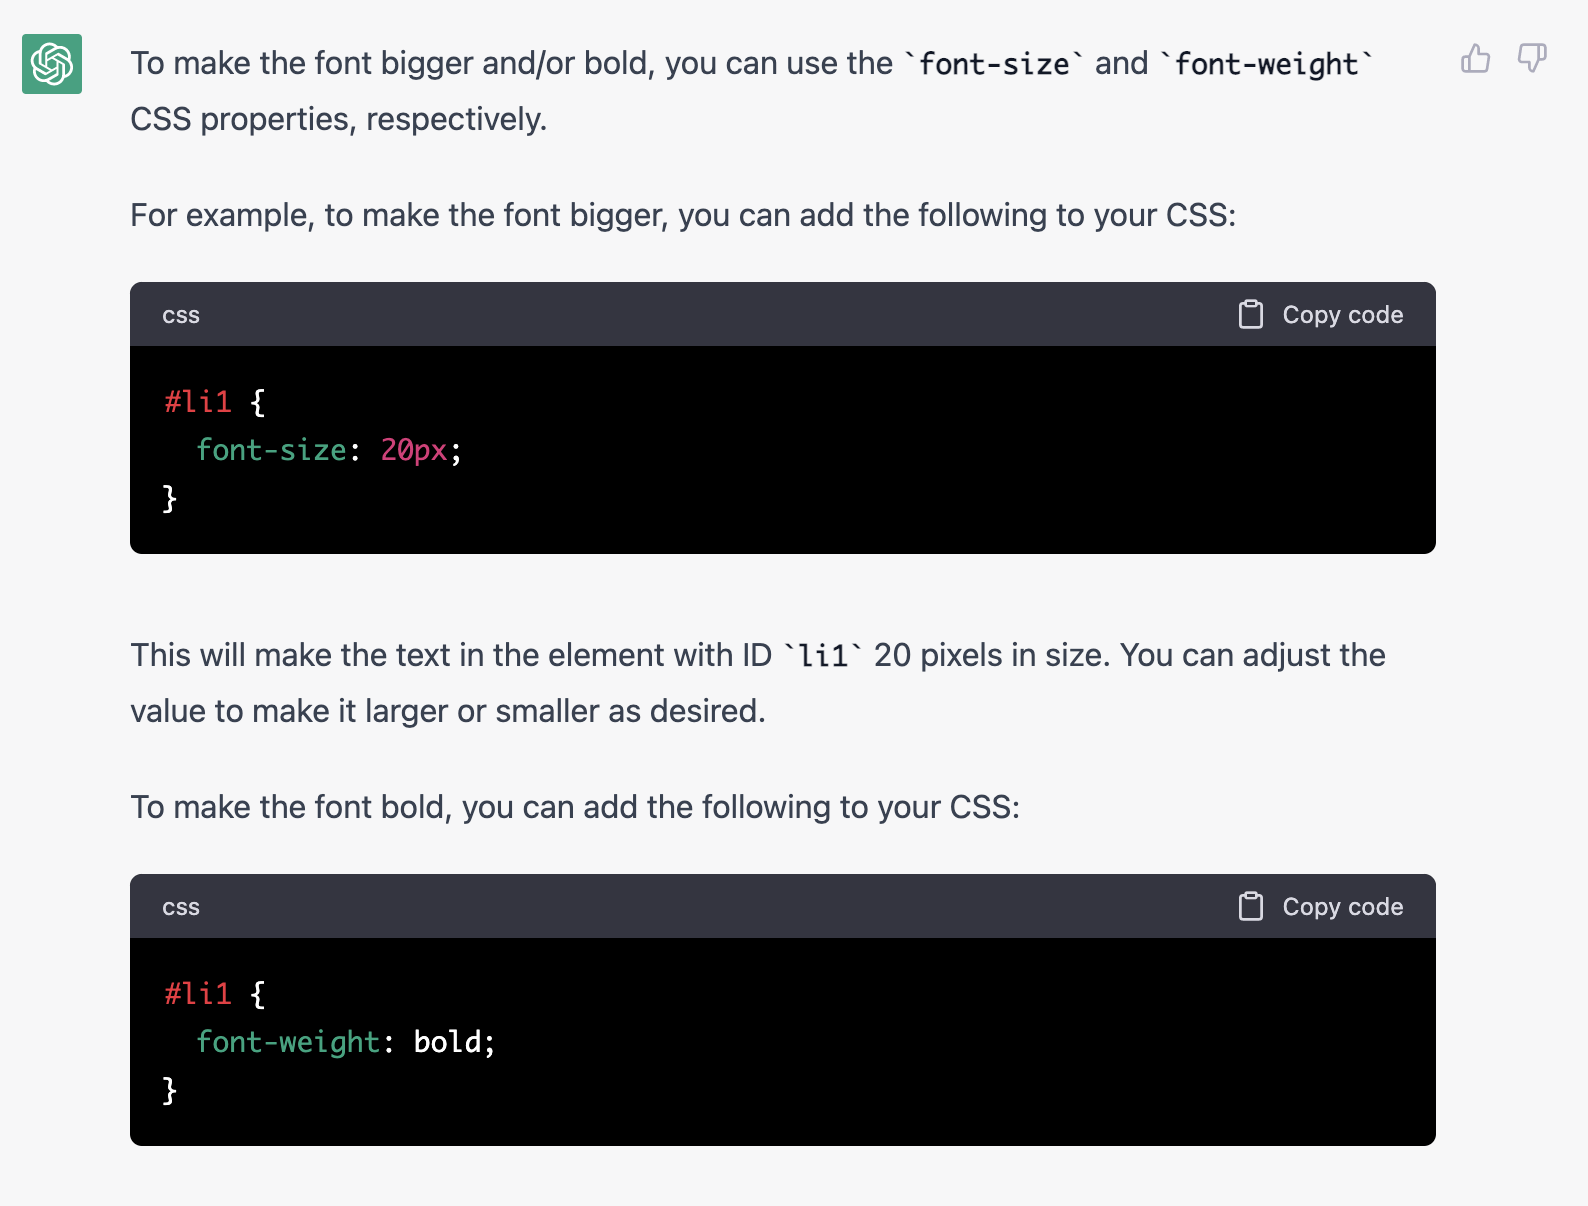 To make the font bigger and/or bold, you can use the `font-size` and `font-weight`
CSS properties, respectively.
For example, to make the font bigger, you can add the following to your CSS:
css
Copy code
#li1 {
  font-size: 20px;
}
This will make the text in the element with ID `li1` 20 pixels in size. You can adjust the
value to make it larger or smaller as desired.
To make the font bold, you can add the following to your CSS:
css
Copy code
#li1 {
  font-weight: bold;
}